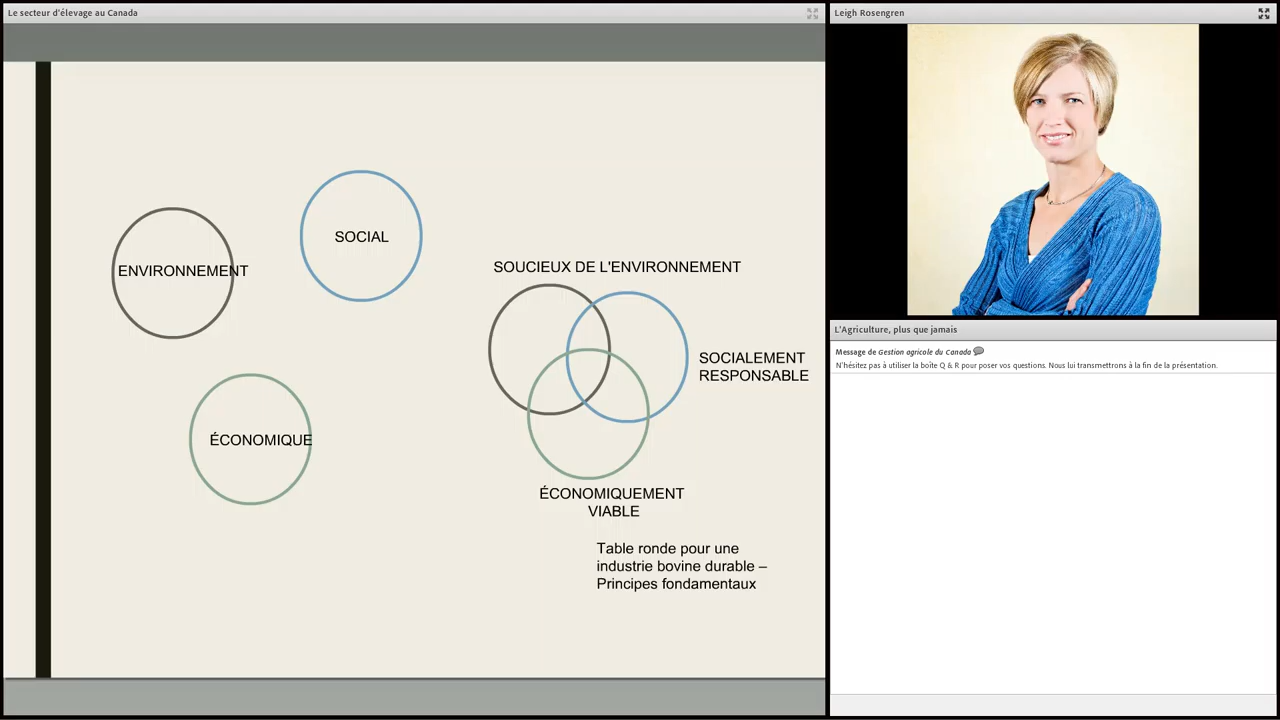 Le secteur d'élevage au Canada
ENVIRONNEMENT
SOCIAL
ÉCONOMIQUE
SOUCIEUX DE L'ENVIRONNEMENT
SOCIALEMENT
RESPONSABLE
ÉCONOMIQUEMENT
VIABLE
Table ronde pour une
industrie bovine durable –
Principes fondamentaux
Leigh Rosengren
L'Agriculture, plus que jamais
Message de Gestion agricole du Canada
N'hésitez pas à utiliser la boîte Q & R pour poser vos questions. Nous lui transmettrons à la fin de la présentation.